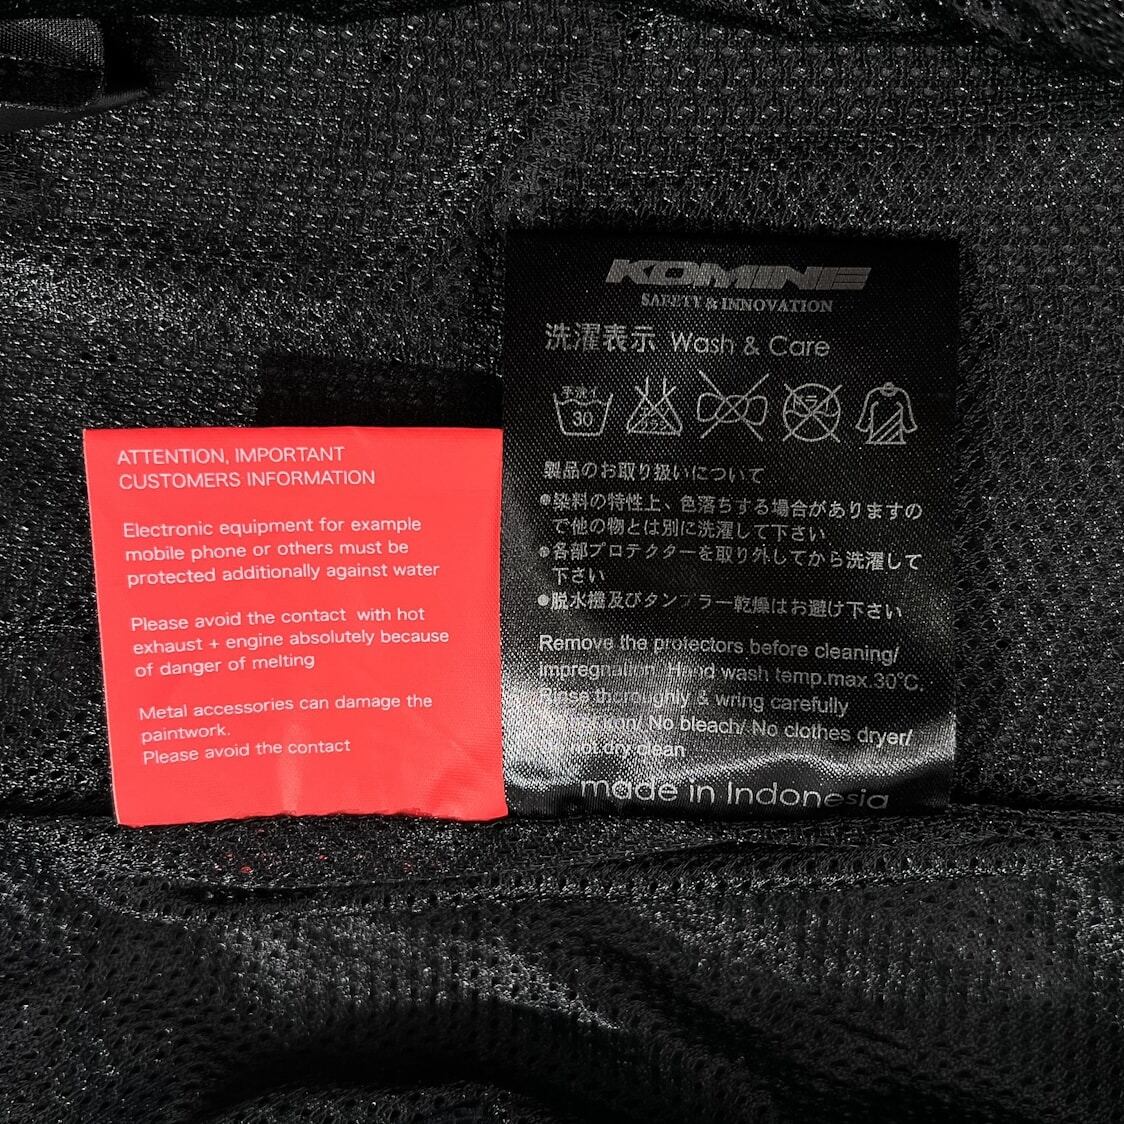 ATTENTION, IMPORTANT
CUSTOMERS INFORMATION
Electronic equipment for example
mobile phone or others must be
protected additionally against water
Please avoid the contact with hot
exhaust + engine absolutely because
of danger of melting
Metal accessories can damage the
paintwork.
Please avoid the contact
KOMINE
SAFETY & INNOVATION
洗濯表示 Wash & Care
手洗イ
30
製品のお取り扱いについて
●染料の特性上、色落ちする場合がありますの
で他の物とは別に洗濯して下さい
●各部プロテクターを取り外してから洗濯して
下さい
●脱水機及びタンブラー乾燥はお避け下さい
Remove the protectors before cleaning/
impregnation. Hand wash temp.max.30℃.
Rinse thoroughly & wring carefully
iron/ No bleach/ No clothes dryer/
not dry clean
made in Indonesia